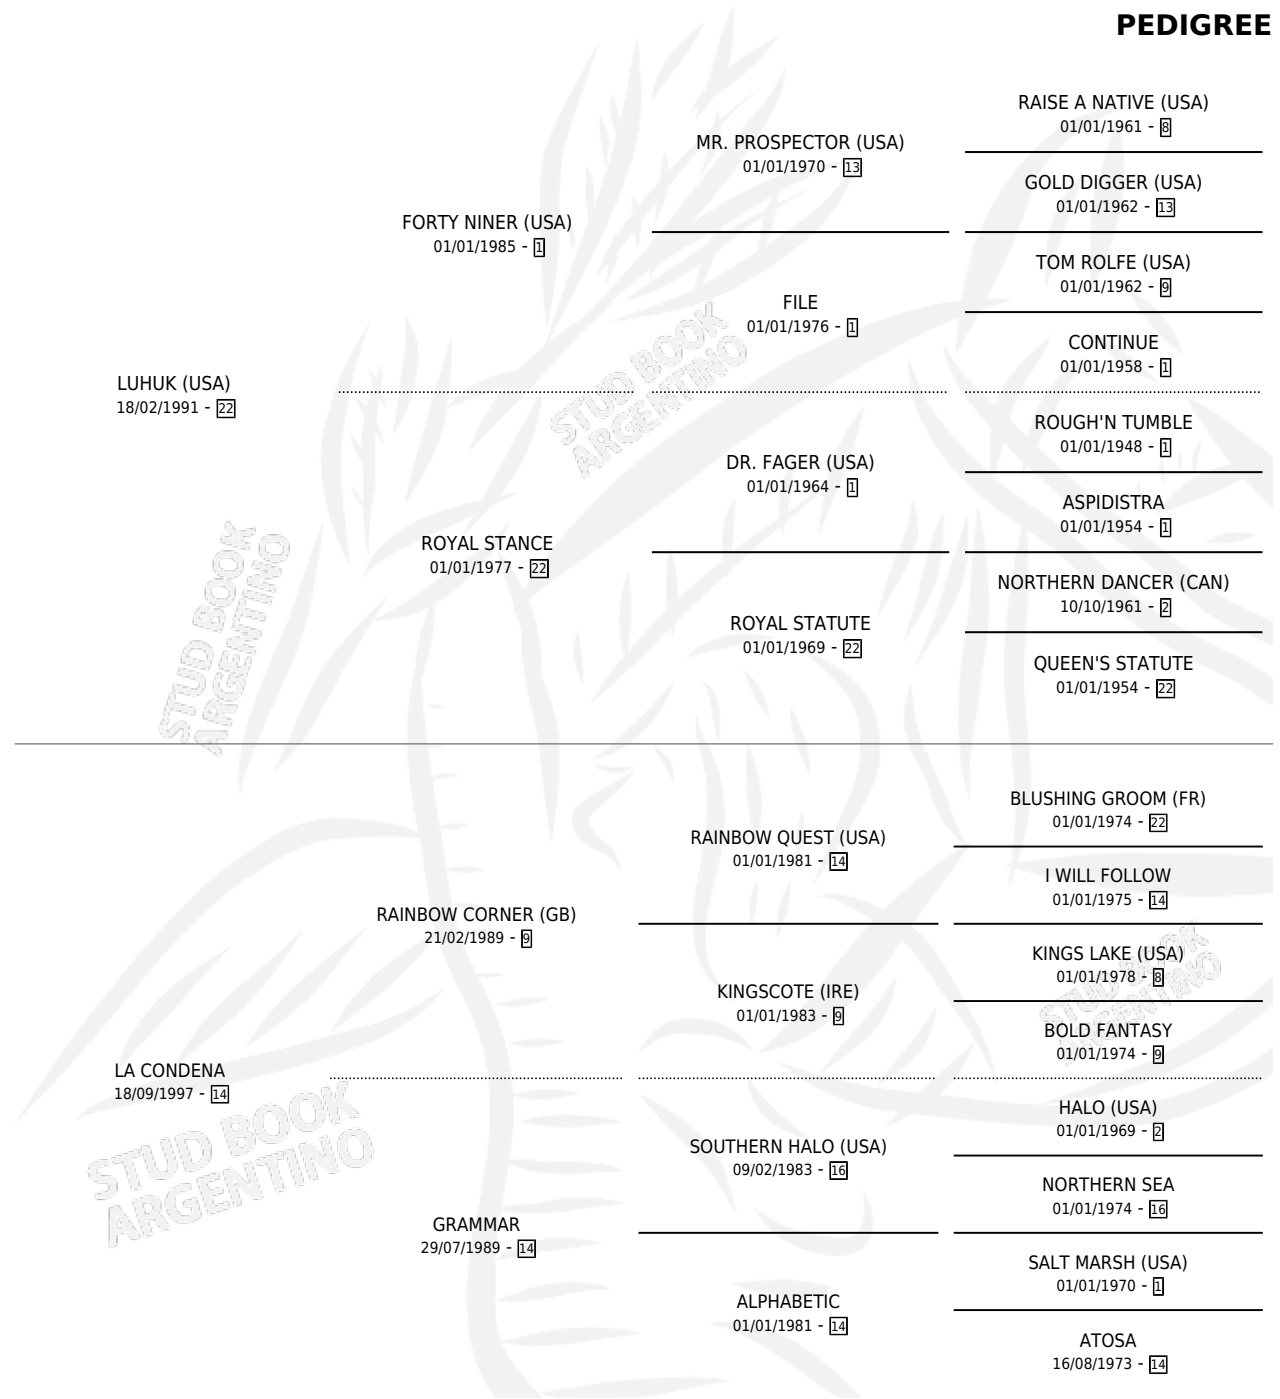 PEDIGREE
RAISE A NATIVE (USA)
01/01/1961 - 8
MR. PROSPECTOR (USA)
01/01/1970 - 13
GOLD DIGGER (USA)
01/01/1962 - 13
FORTY NINER (USA)
01/01/1985 - 1
TOM ROLFE (USA)
01/01/1962 - 9
FILE
01/01/1976 - 1
CONTINUE
01/01/1958 - 1
LUHUK (USA)
18/02/1991 - 22
ROUGH'N TUMBLE
01/01/1948 - 1
DR. FAGER (USA)
01/01/1964 - 1
ASPIDISTRA
01/01/1954 - 1
ROYAL STANCE
01/01/1977 - 22
NORTHERN DANCER (CAN)
10/10/1961 - 2
ROYAL STATUTE
01/01/1969 - 22
QUEEN'S STATUTE
01/01/1954 - 22
BLUSHING GROOM (FR)
01/01/1974 - 22
RAINBOW QUEST (USA)
01/01/1981 - 14
I WILL FOLLOW
01/01/1975 - 14
RAINBOW CORNER (GB)
21/02/1989 - 9
KINGS LAKE (USA)
01/01/1978 - 8
KINGSCOTE (IRE)
01/01/1983 - 9
BOLD FANTASY
01/01/1974 - 9
LA CONDENA
18/09/1997 - 14
HALO (USA)
01/01/1969 - 2
SOUTHERN HALO (USA)
09/02/1983 - 16
NORTHERN SEA
01/01/1974 - 16
GRAMMAR
29/07/1989 - 14
SALT MARSH (USA)
01/01/1970 - 1
ALPHABETIC
01/01/1981 - 14
ATOSA
16/08/1973 - 14
STUD BOOK
ARGENTINO
STUD BOOK
ARGENTINO
STUD BOOK
ARGENTINO
STUD BOOK
ARGENTINO